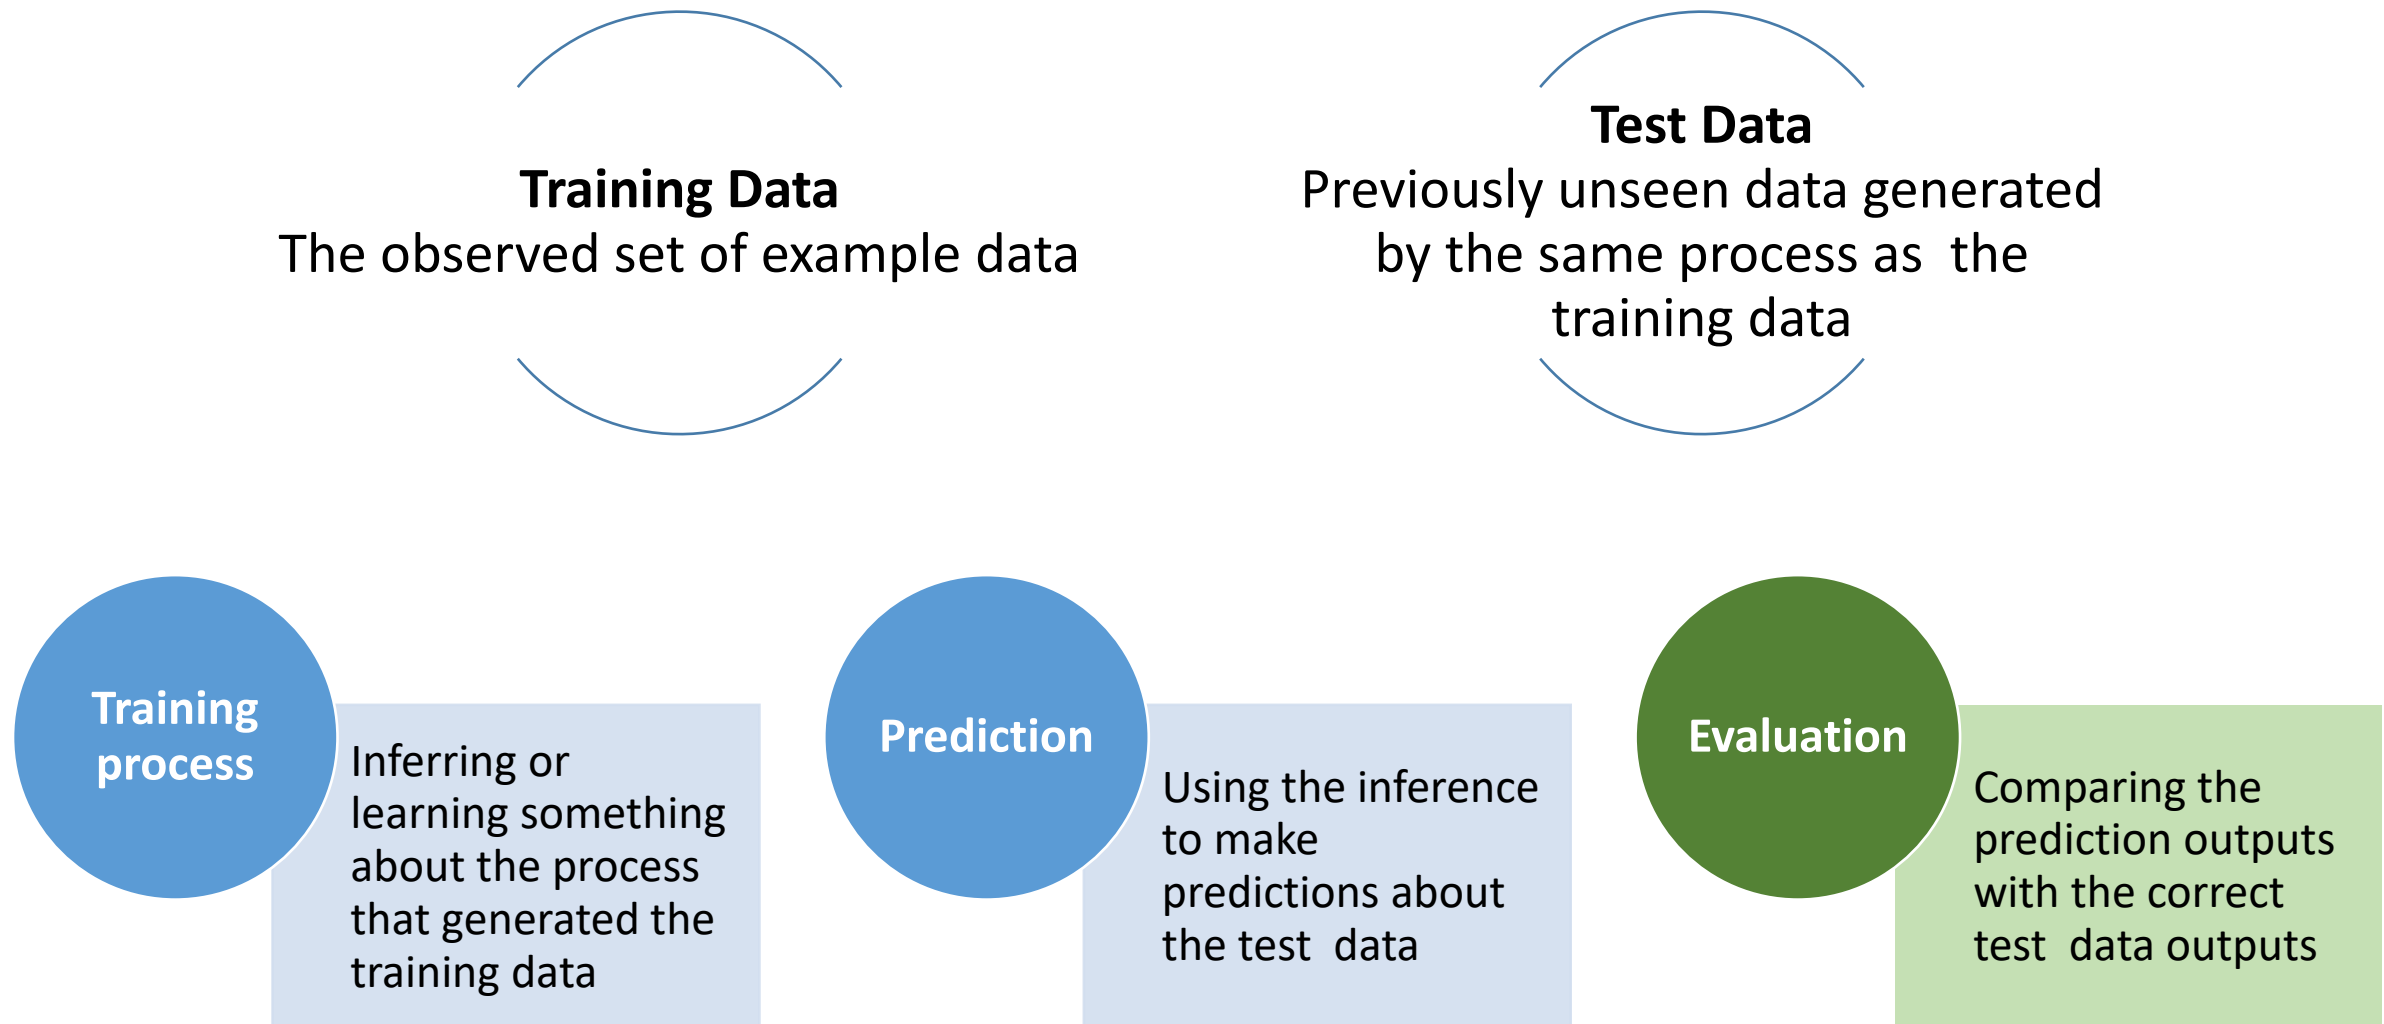 Training Data
The observed set of example data
Test Data
Previously unseen data generated
by the same process as  the
training data
Training
process
Inferring or
learning something
about the process
that generated the
training data
Prediction
Using the inference
to make
predictions about
the test  data
Evaluation
Comparing the
prediction outputs
with the correct
test  data outputs